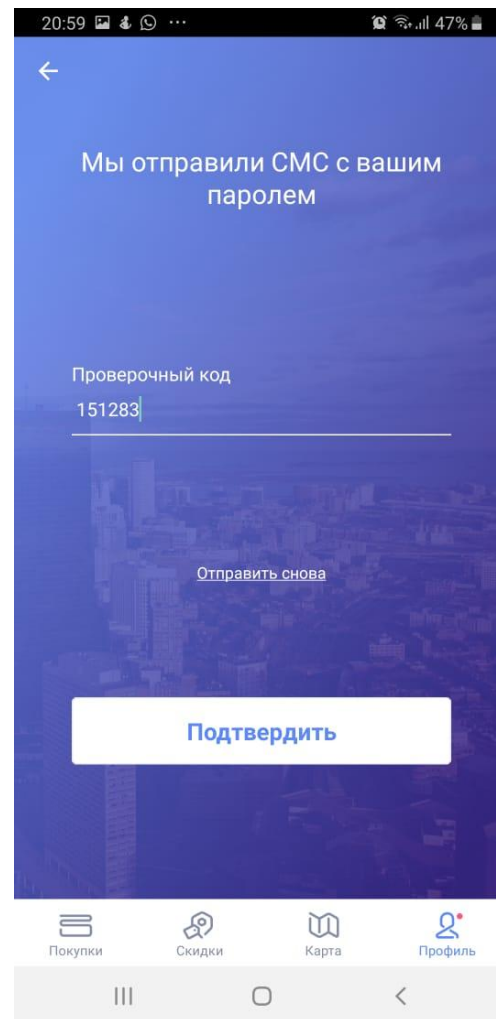 20:59 47%
Мы отправили СМС с вашим
паролем
Проверочный код
151283
Отправить снова
Подтвердить
Покупки Скидки Карта Профиль